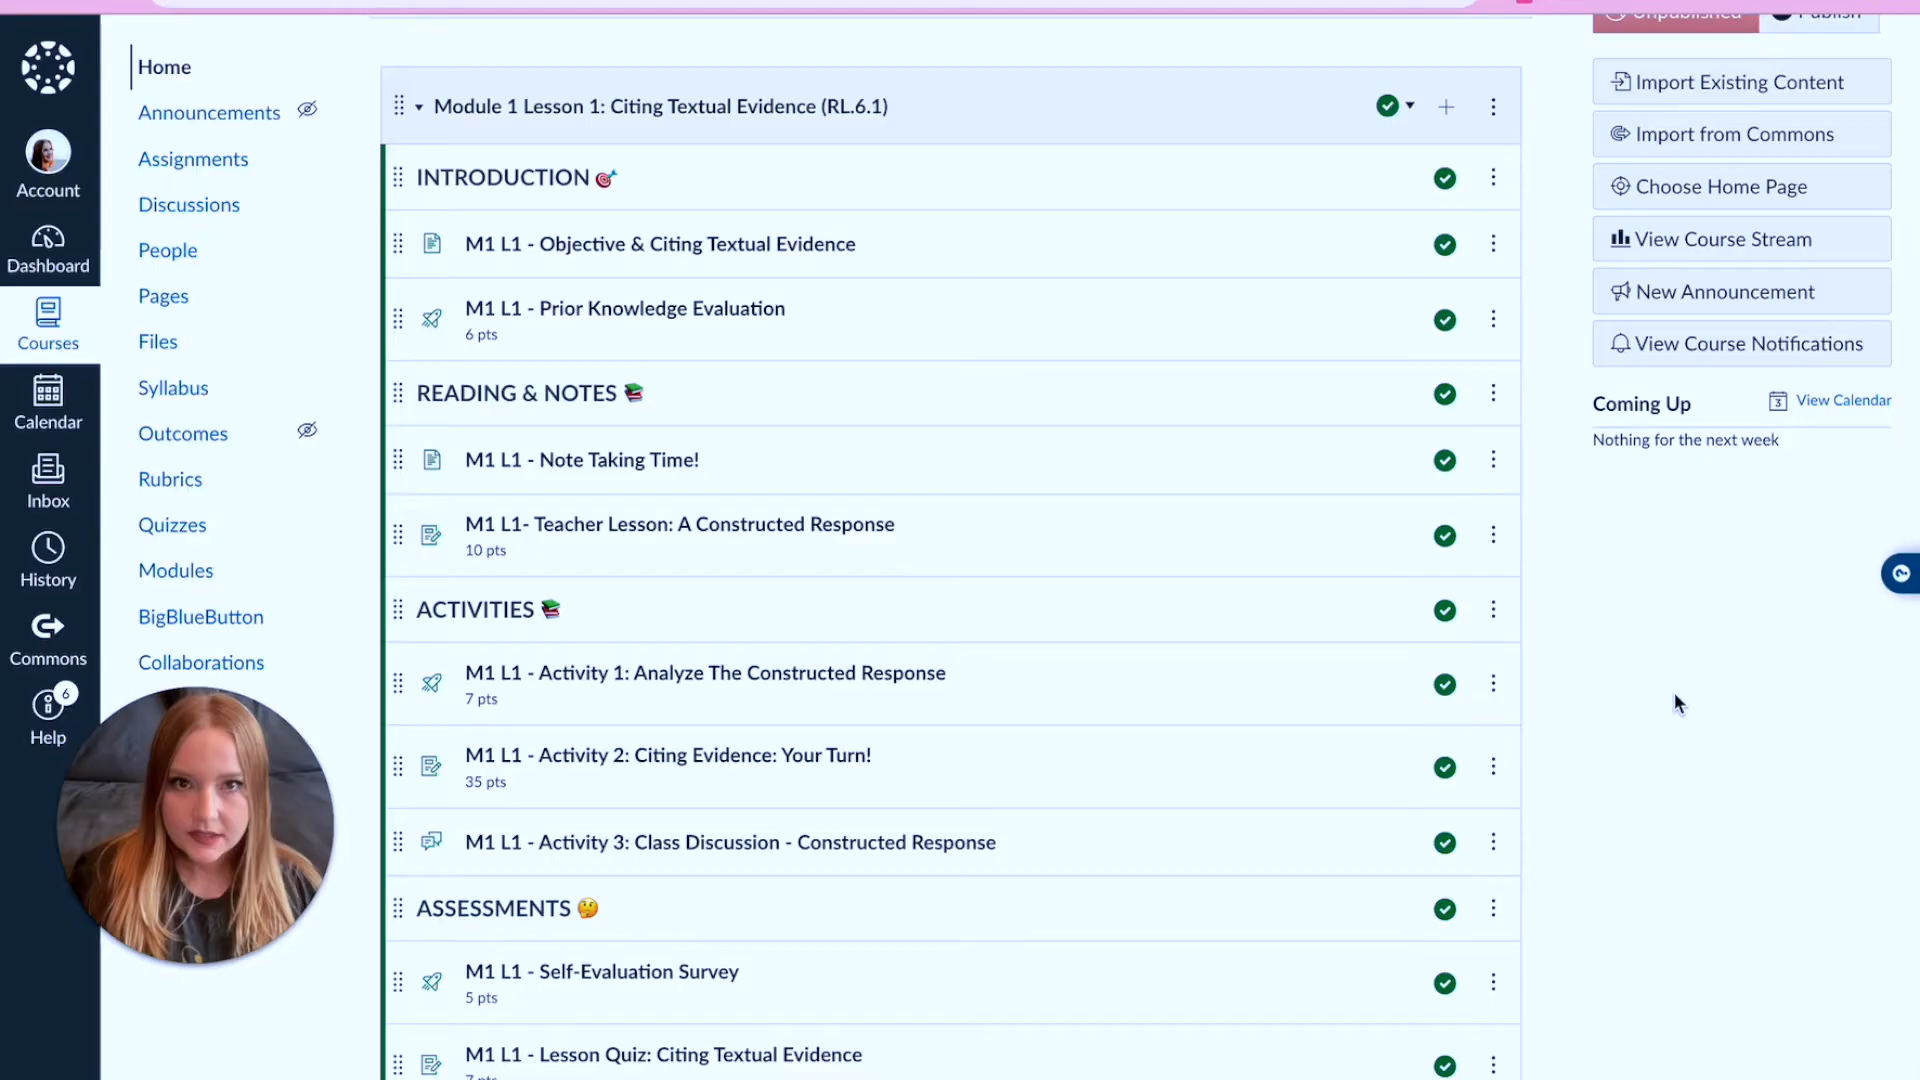 Unpublished
Publish
Account
Dashboard
Courses
Calendar
Inbox
History
Commons
6
Help
Home
Announcements
Assignments
Discussions
People
Pages
Files
Syllabus
Outcomes
Rubrics
Quizzes
Modules
BigBlueButton
Collaborations
Module 1 Lesson 1: Citing Textual Evidence (RL.6.1)
INTRODUCTION 🎯
M1 L1 - Objective & Citing Textual Evidence
M1 L1 - Prior Knowledge Evaluation
6 pts
READING & NOTES 📚
M1 L1 - Note Taking Time!
M1 L1- Teacher Lesson: A Constructed Response
10 pts
ACTIVITIES 📚
M1 L1 - Activity 1: Analyze The Constructed Response
7 pts
M1 L1 - Activity 2: Citing Evidence: Your Turn!
35 pts
M1 L1 - Activity 3: Class Discussion - Constructed Response
ASSESSMENTS 🤔
M1 L1 - Self-Evaluation Survey
5 pts
M1 L1 - Lesson Quiz: Citing Textual Evidence
7 pts
Import Existing Content
Import from Commons
Choose Home Page
View Course Stream
New Announcement
View Course Notifications
Coming Up
3 View Calendar
Nothing for the next week